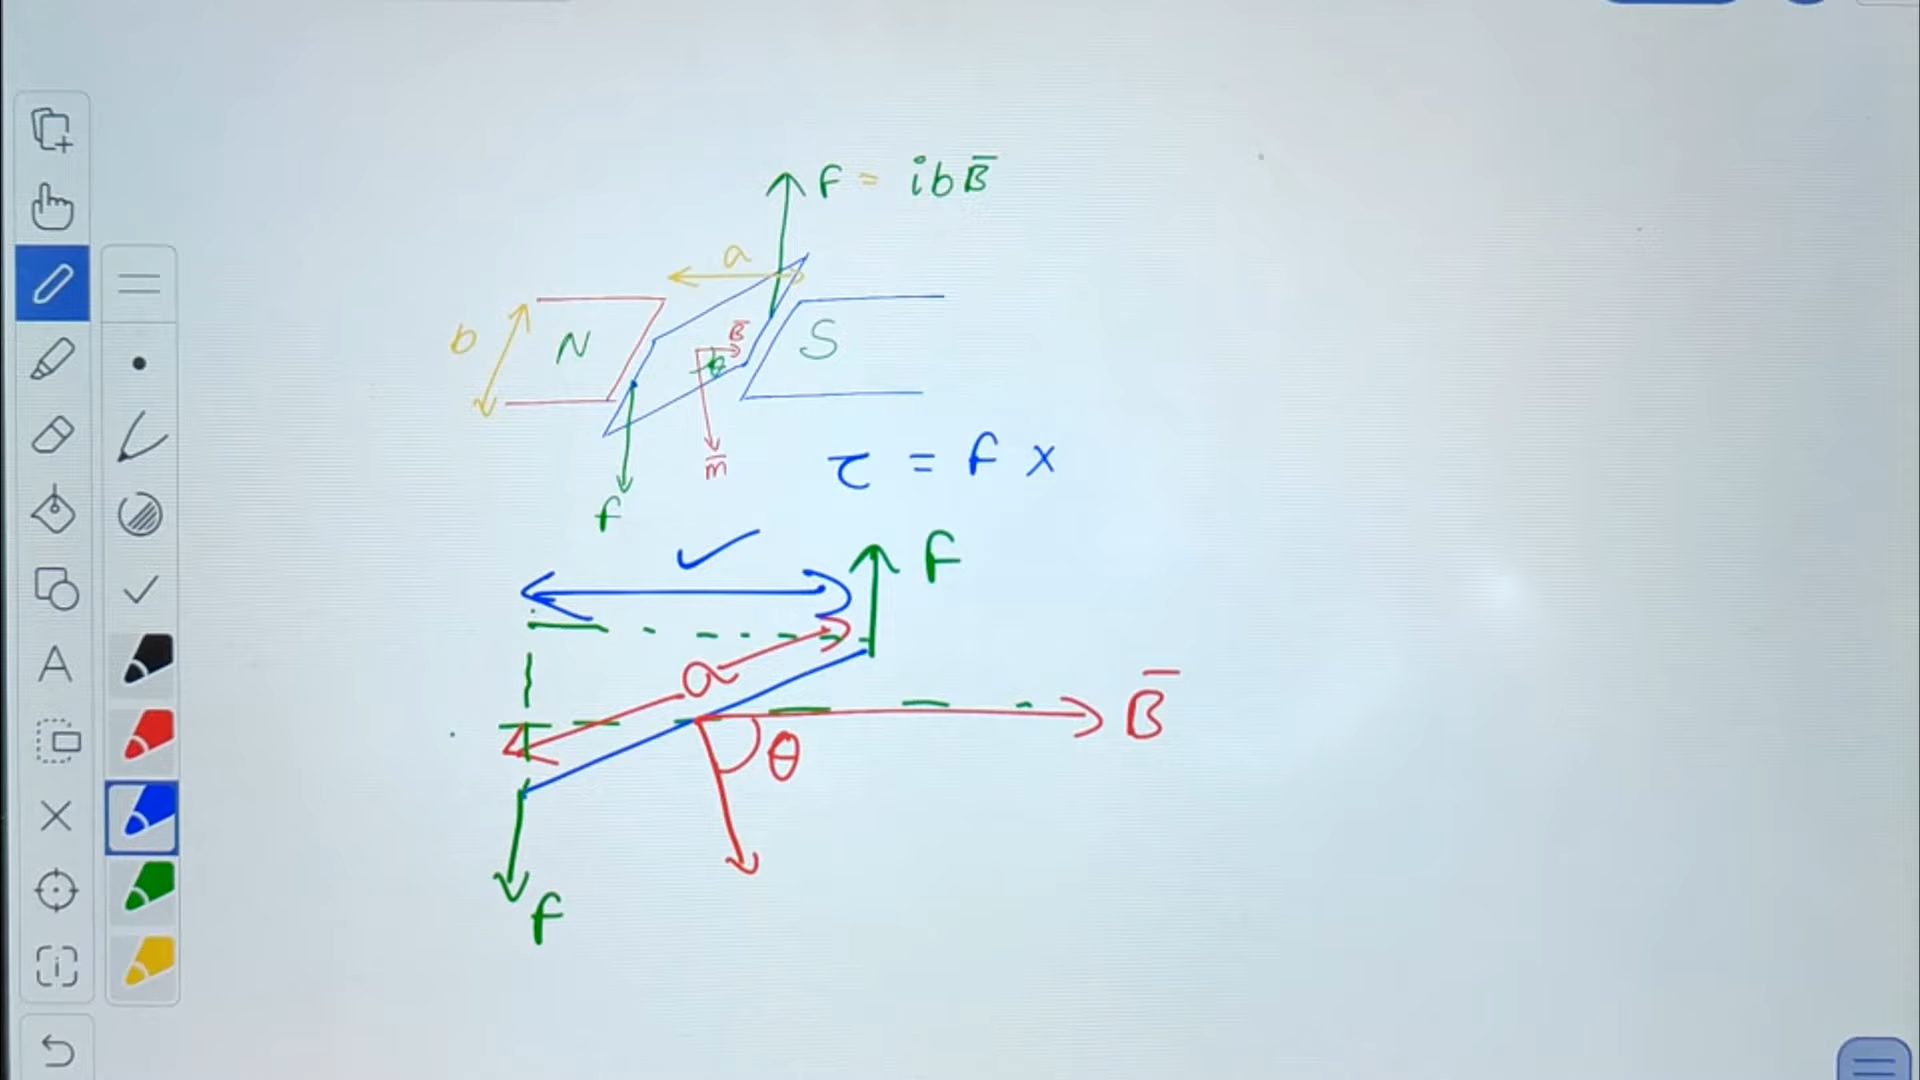 F = ibB̅
a
b
N
B̅
θ
S
m̅
τ = F ×
f
F
a
B̅
θ
F